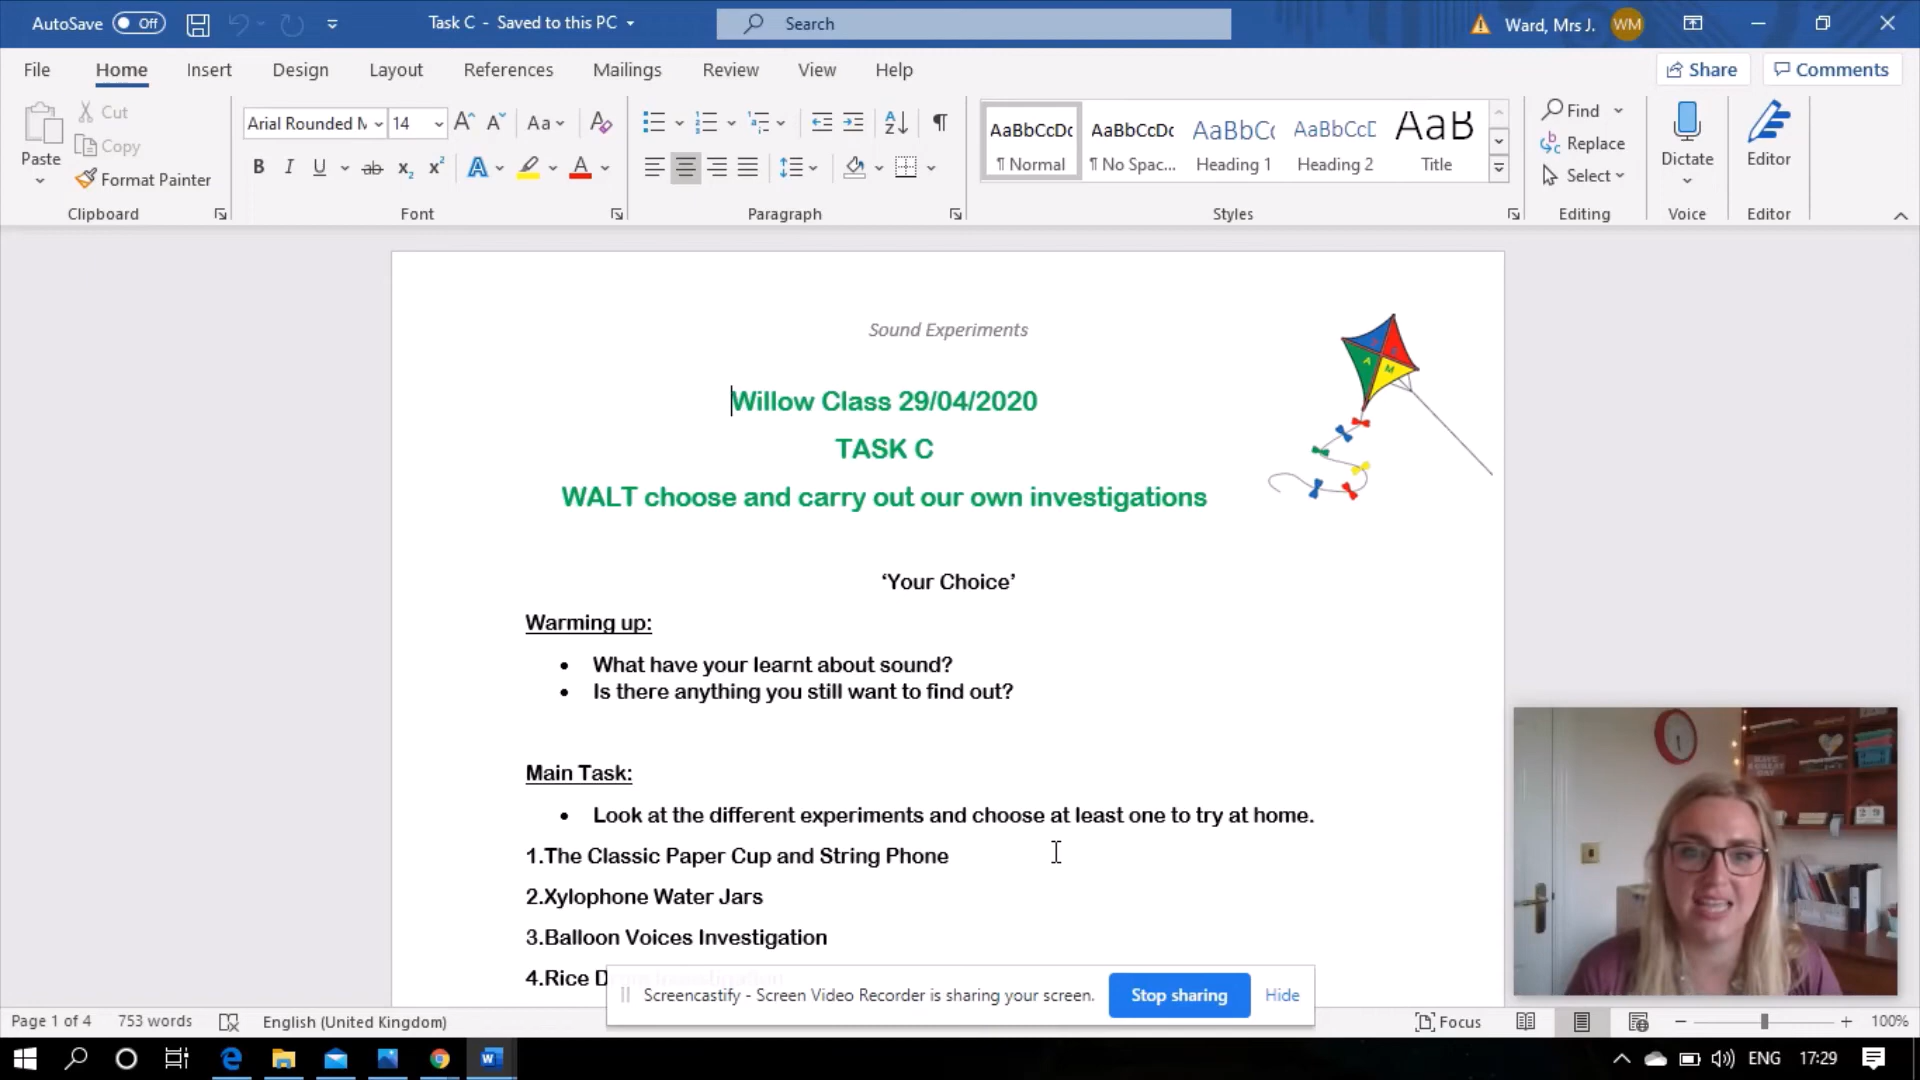 AutoSave Off Task C - Saved to this PC Search Ward, Mrs J. WM
File Home Insert Design Layout References Mailings Review View Help Share Comments
Paste Cut Copy Format Painter
Arial Rounded M 14
AaBbCcDc AaBbCcDc AaBbCc AaBbCcD AaB
¶ Normal ¶ No Spac... Heading 1 Heading 2 Title
Find Replace Select
Dictate Editor
Clipboard Font Paragraph Styles Editing Voice Editor
Sound Experiments
Willow Class 29/04/2020
TASK C
WALT choose and carry out our own investigations
‘Your Choice’
Warming up:
• What have your learnt about sound?
• Is there anything you still want to find out?
Main Task:
• Look at the different experiments and choose at least one to try at home.
1.The Classic Paper Cup and String Phone
2.Xylophone Water Jars
3.Balloon Voices Investigation
4.Rice
Screencastify - Screen Video Recorder is sharing your screen. Stop sharing Hide
Page 1 of 4 753 words English (United Kingdom) Focus 100%
ENG 17:29